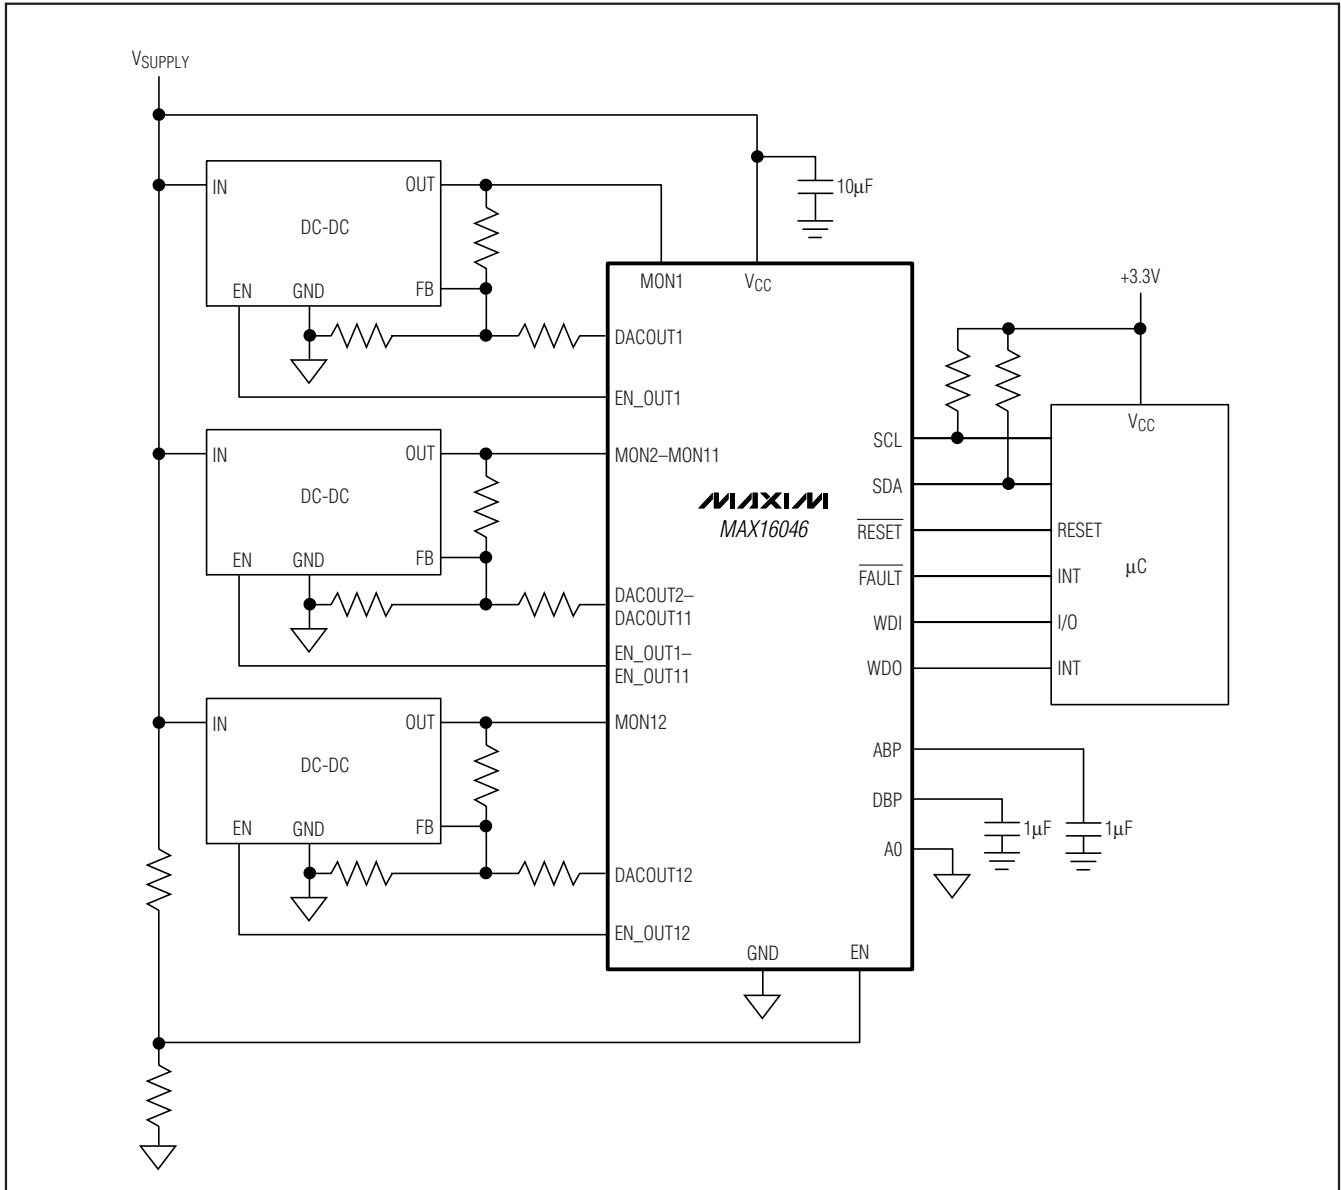 VSUPPLY
IN
OUT
DC-DC
EN
GND
FB
10µF
MON1
VCC
DACOUT1
EN_OUT1
+3.3V
IN
OUT
DC-DC
EN
GND
FB
MON2–MON11
DACOUT2–
DACOUT11
EN_OUT1–
EN_OUT11
MAXIM
MAX16046
SCL
SDA
RESET
FAULT
WDI
WDO
VCC
RESET
INT
µC
I/O
INT
IN
OUT
DC-DC
EN
GND
FB
MON12
DACOUT12
EN_OUT12
ABP
DBP
1µF
1µF
A0
GND
EN